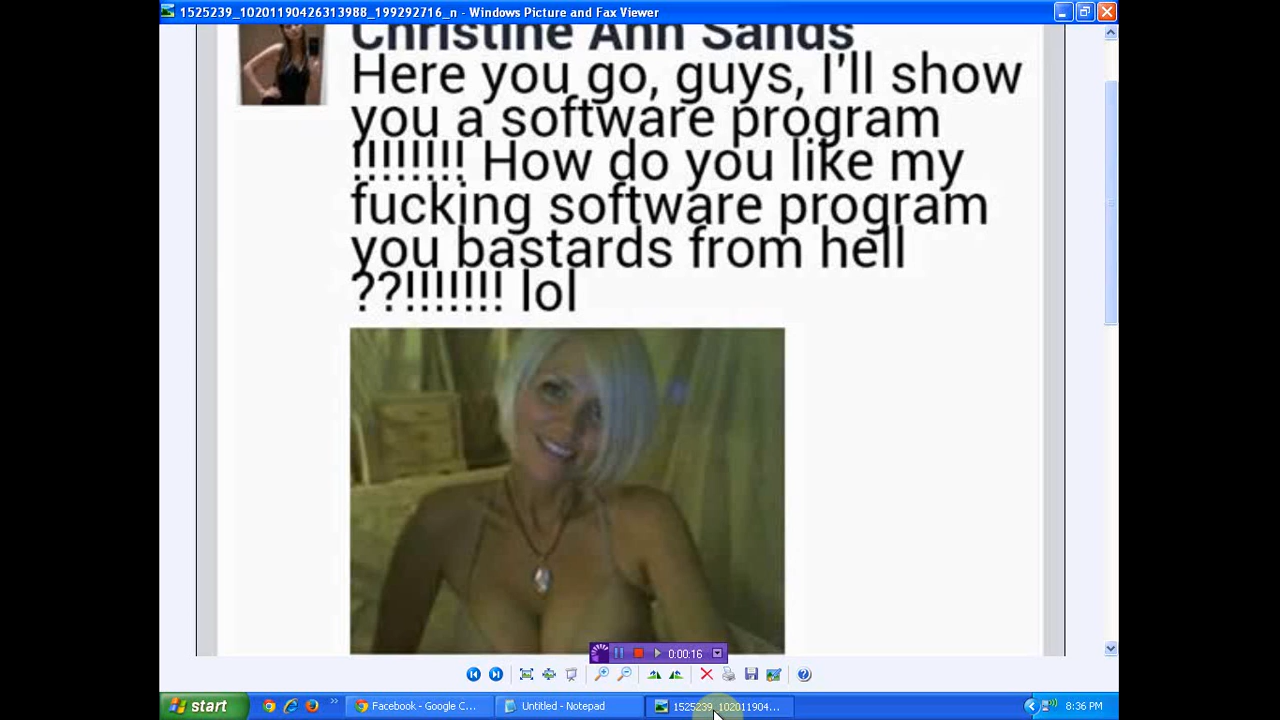 1525239_10201190426313988_199292716_n - Windows Picture and Fax Viewer
Christine Ann Sands
Here you go, guys, I'll show
you a software program
!!!!!!!! How do you like my
fucking software program
you bastards from hell
??!!!!!!! lol
0:00:16
start
Facebook - Google C...
Untitled - Notepad
1525239_102011904...
8:36 PM